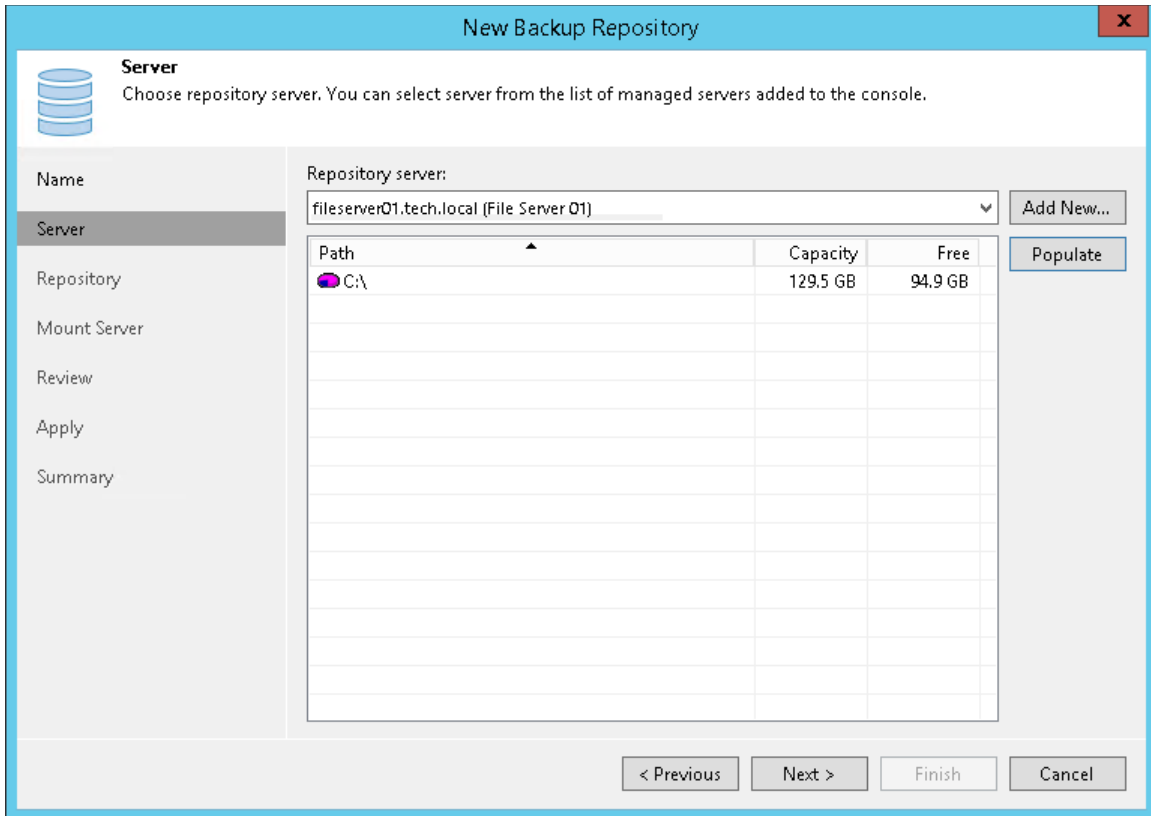 New Backup Repository
x
Server
Choose repository server. You can select server from the list of managed servers added to the console.
Name
Server
Repository
Mount Server
Review
Apply
Summary
Repository server:
fileserver01.tech.local (File Server 01)
Add New...
Populate
Path Capacity Free
C:\ 129.5 GB 94.9 GB
< Previous Next > Finish Cancel